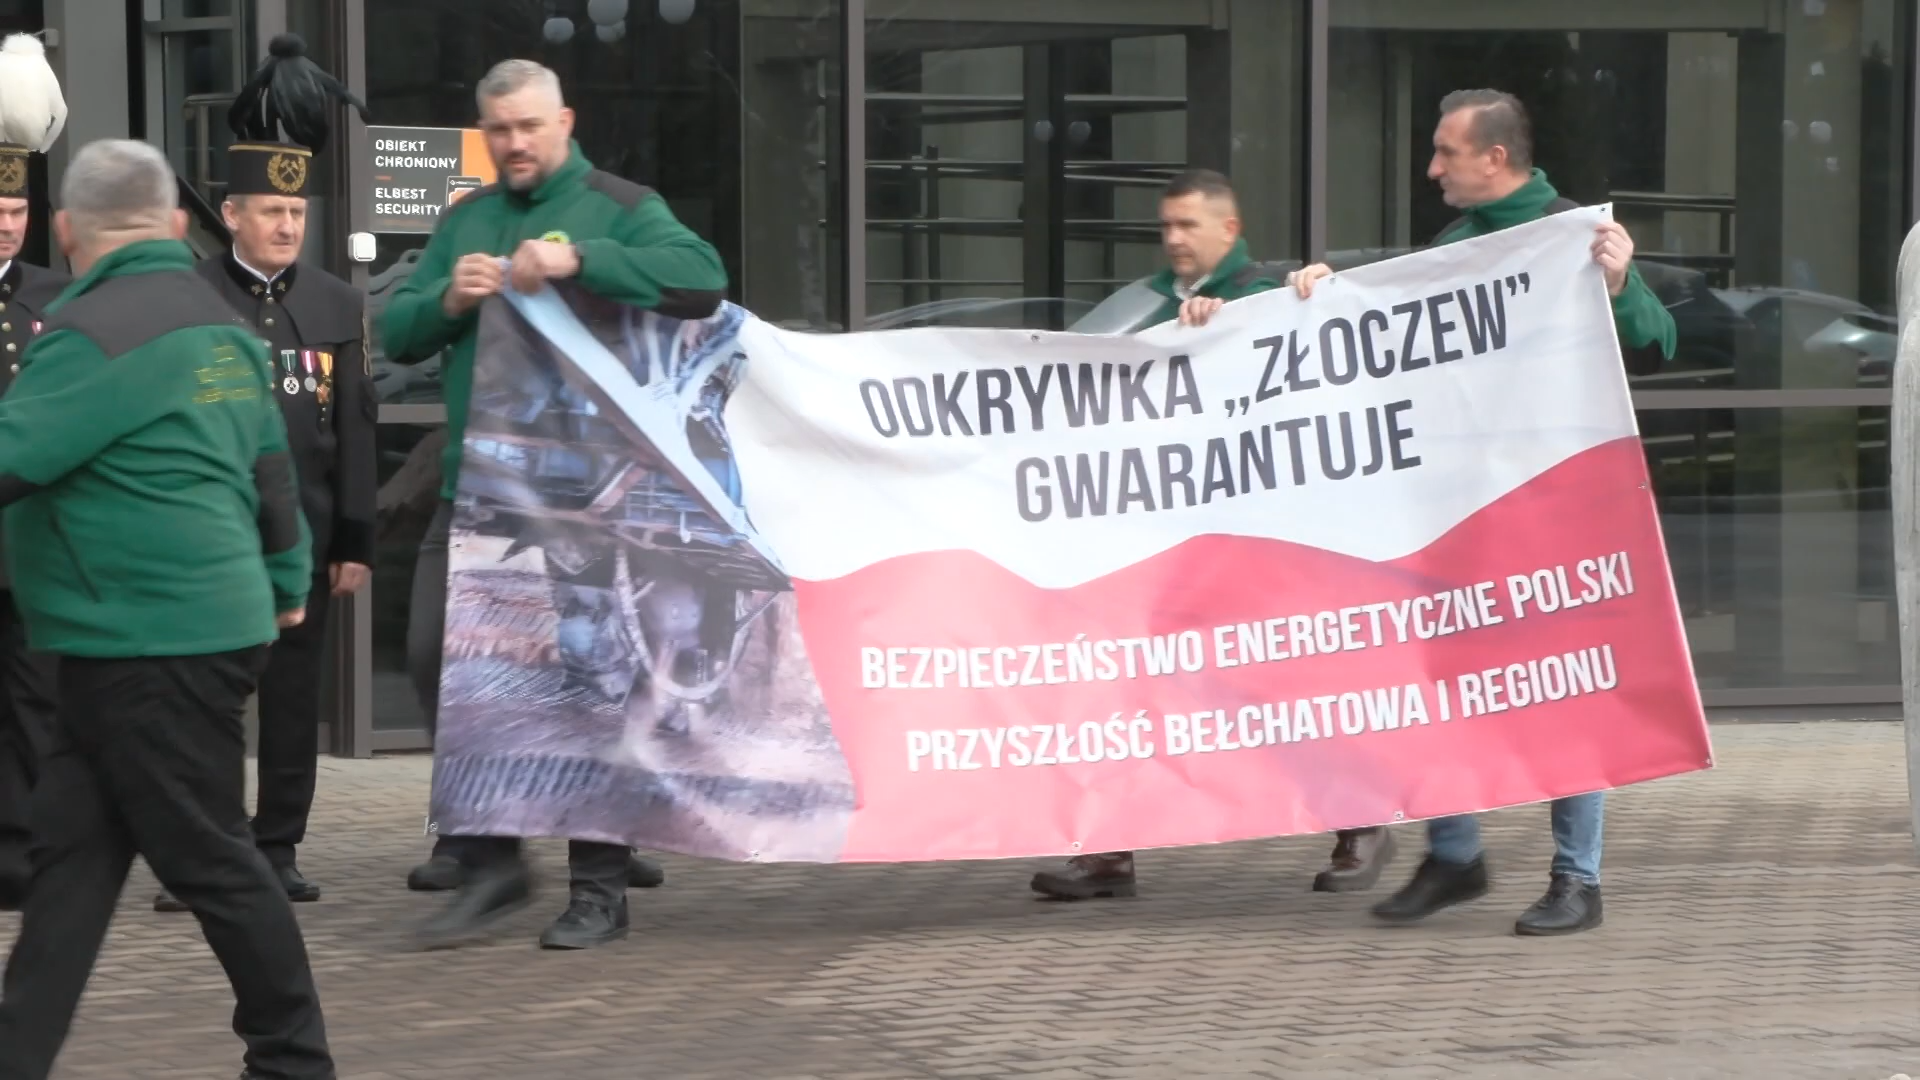 OBIEKT
CHRONIONY
ELBEST
SECURITY
ODKRYWKA „ZŁOCZEW”
GWARANTUJE
BEZPIECZEŃSTWO ENERGETYCZNE POLSKI
PRZYSZŁOŚĆ BEŁCHATOWA I REGIONU